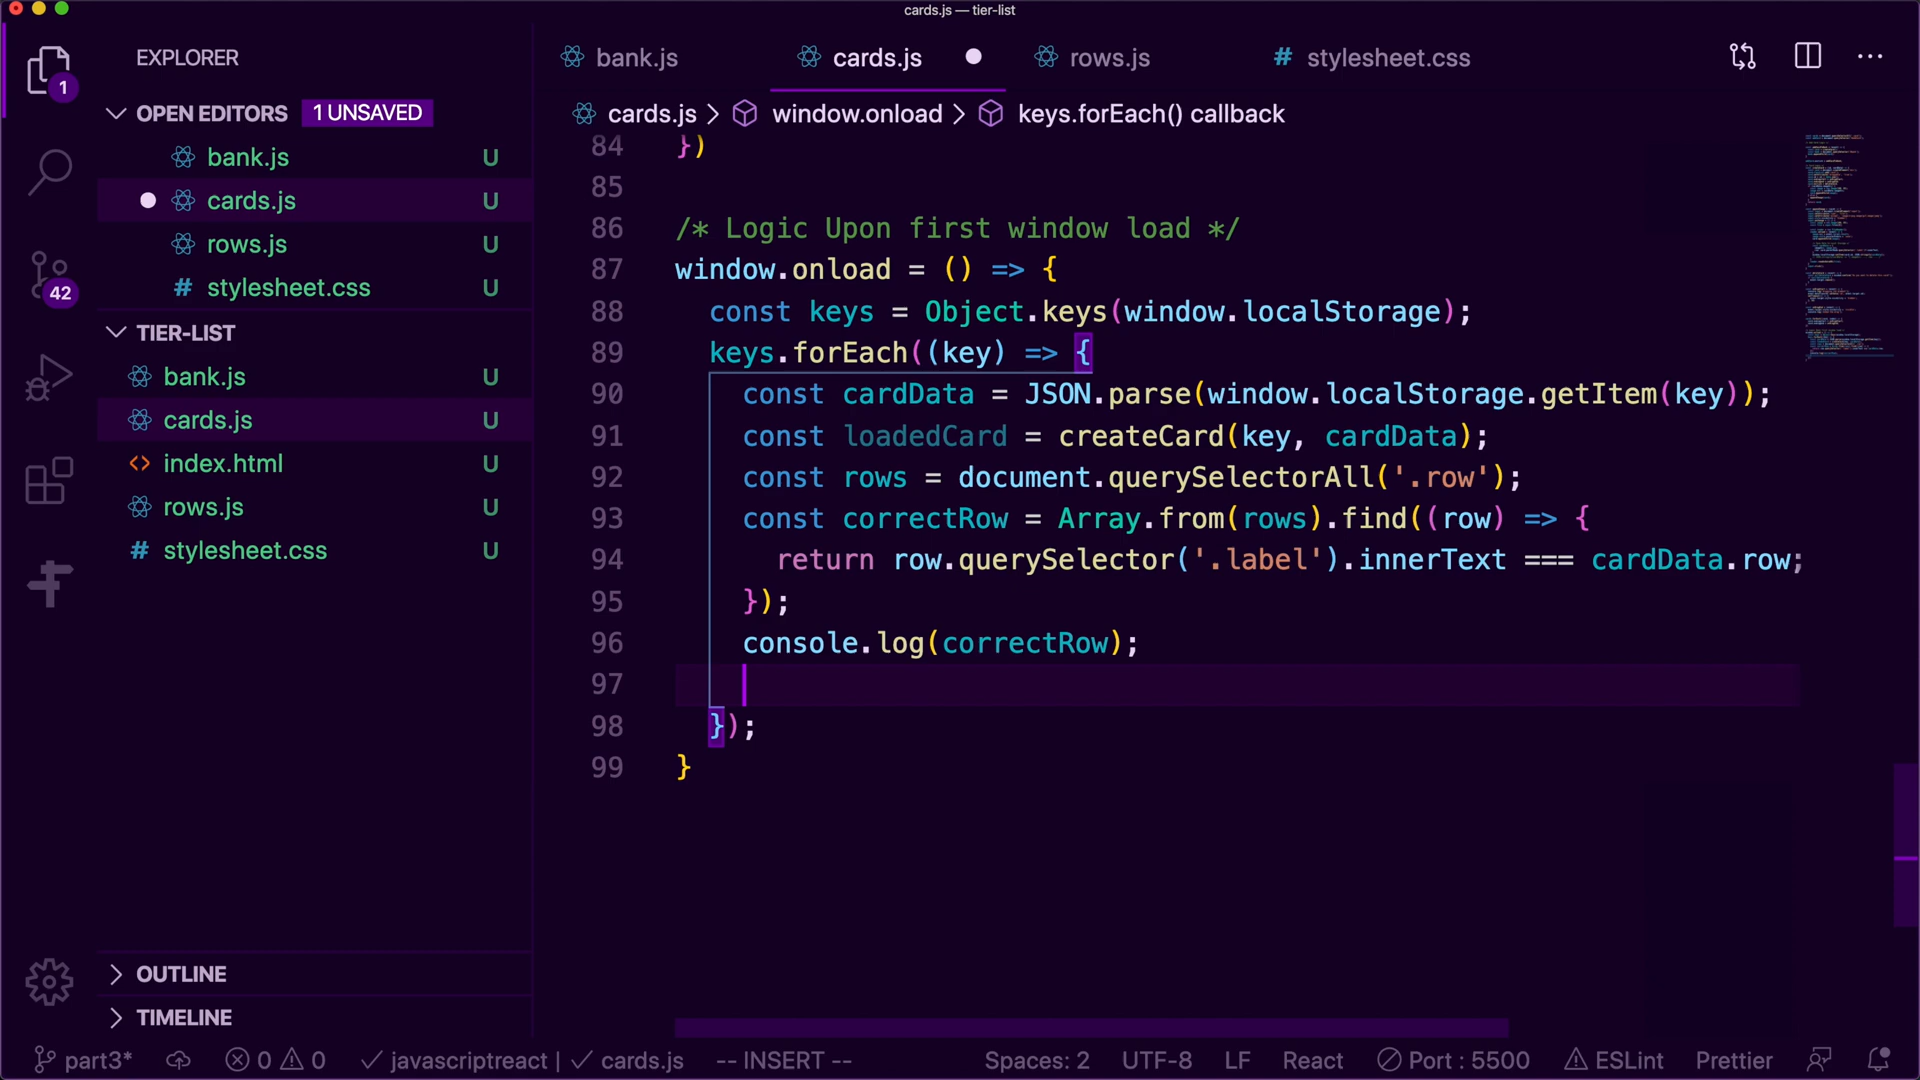 cards.js — tier-list
EXPLORER
bank.js
cards.js
rows.js
# stylesheet.css
1
OPEN EDITORS 1 UNSAVED
cards.js > window.onload > keys.forEach() callback
bank.js U
cards.js U
rows.js U
# stylesheet.css U
42
TIER-LIST
bank.js U
cards.js U
<> index.html U
rows.js U
# stylesheet.css U
84 })
85
86 /* Logic Upon first window load */
87 window.onload = () => {
88 const keys = Object.keys(window.localStorage);
89 keys.forEach((key) => {
90 const cardData = JSON.parse(window.localStorage.getItem(key));
91 const loadedCard = createCard(key, cardData);
92 const rows = document.querySelectorAll('.row');
93 const correctRow = Array.from(rows).find((row) => {
94 return row.querySelector('.label').innerText === cardData.row;
95 });
96 console.log(correctRow);
97
98 });
99 }
OUTLINE
TIMELINE
part3* 0 0 javascriptreact | cards.js -- INSERT -- Spaces: 2 UTF-8 LF React Port : 5500 ESLint Prettier